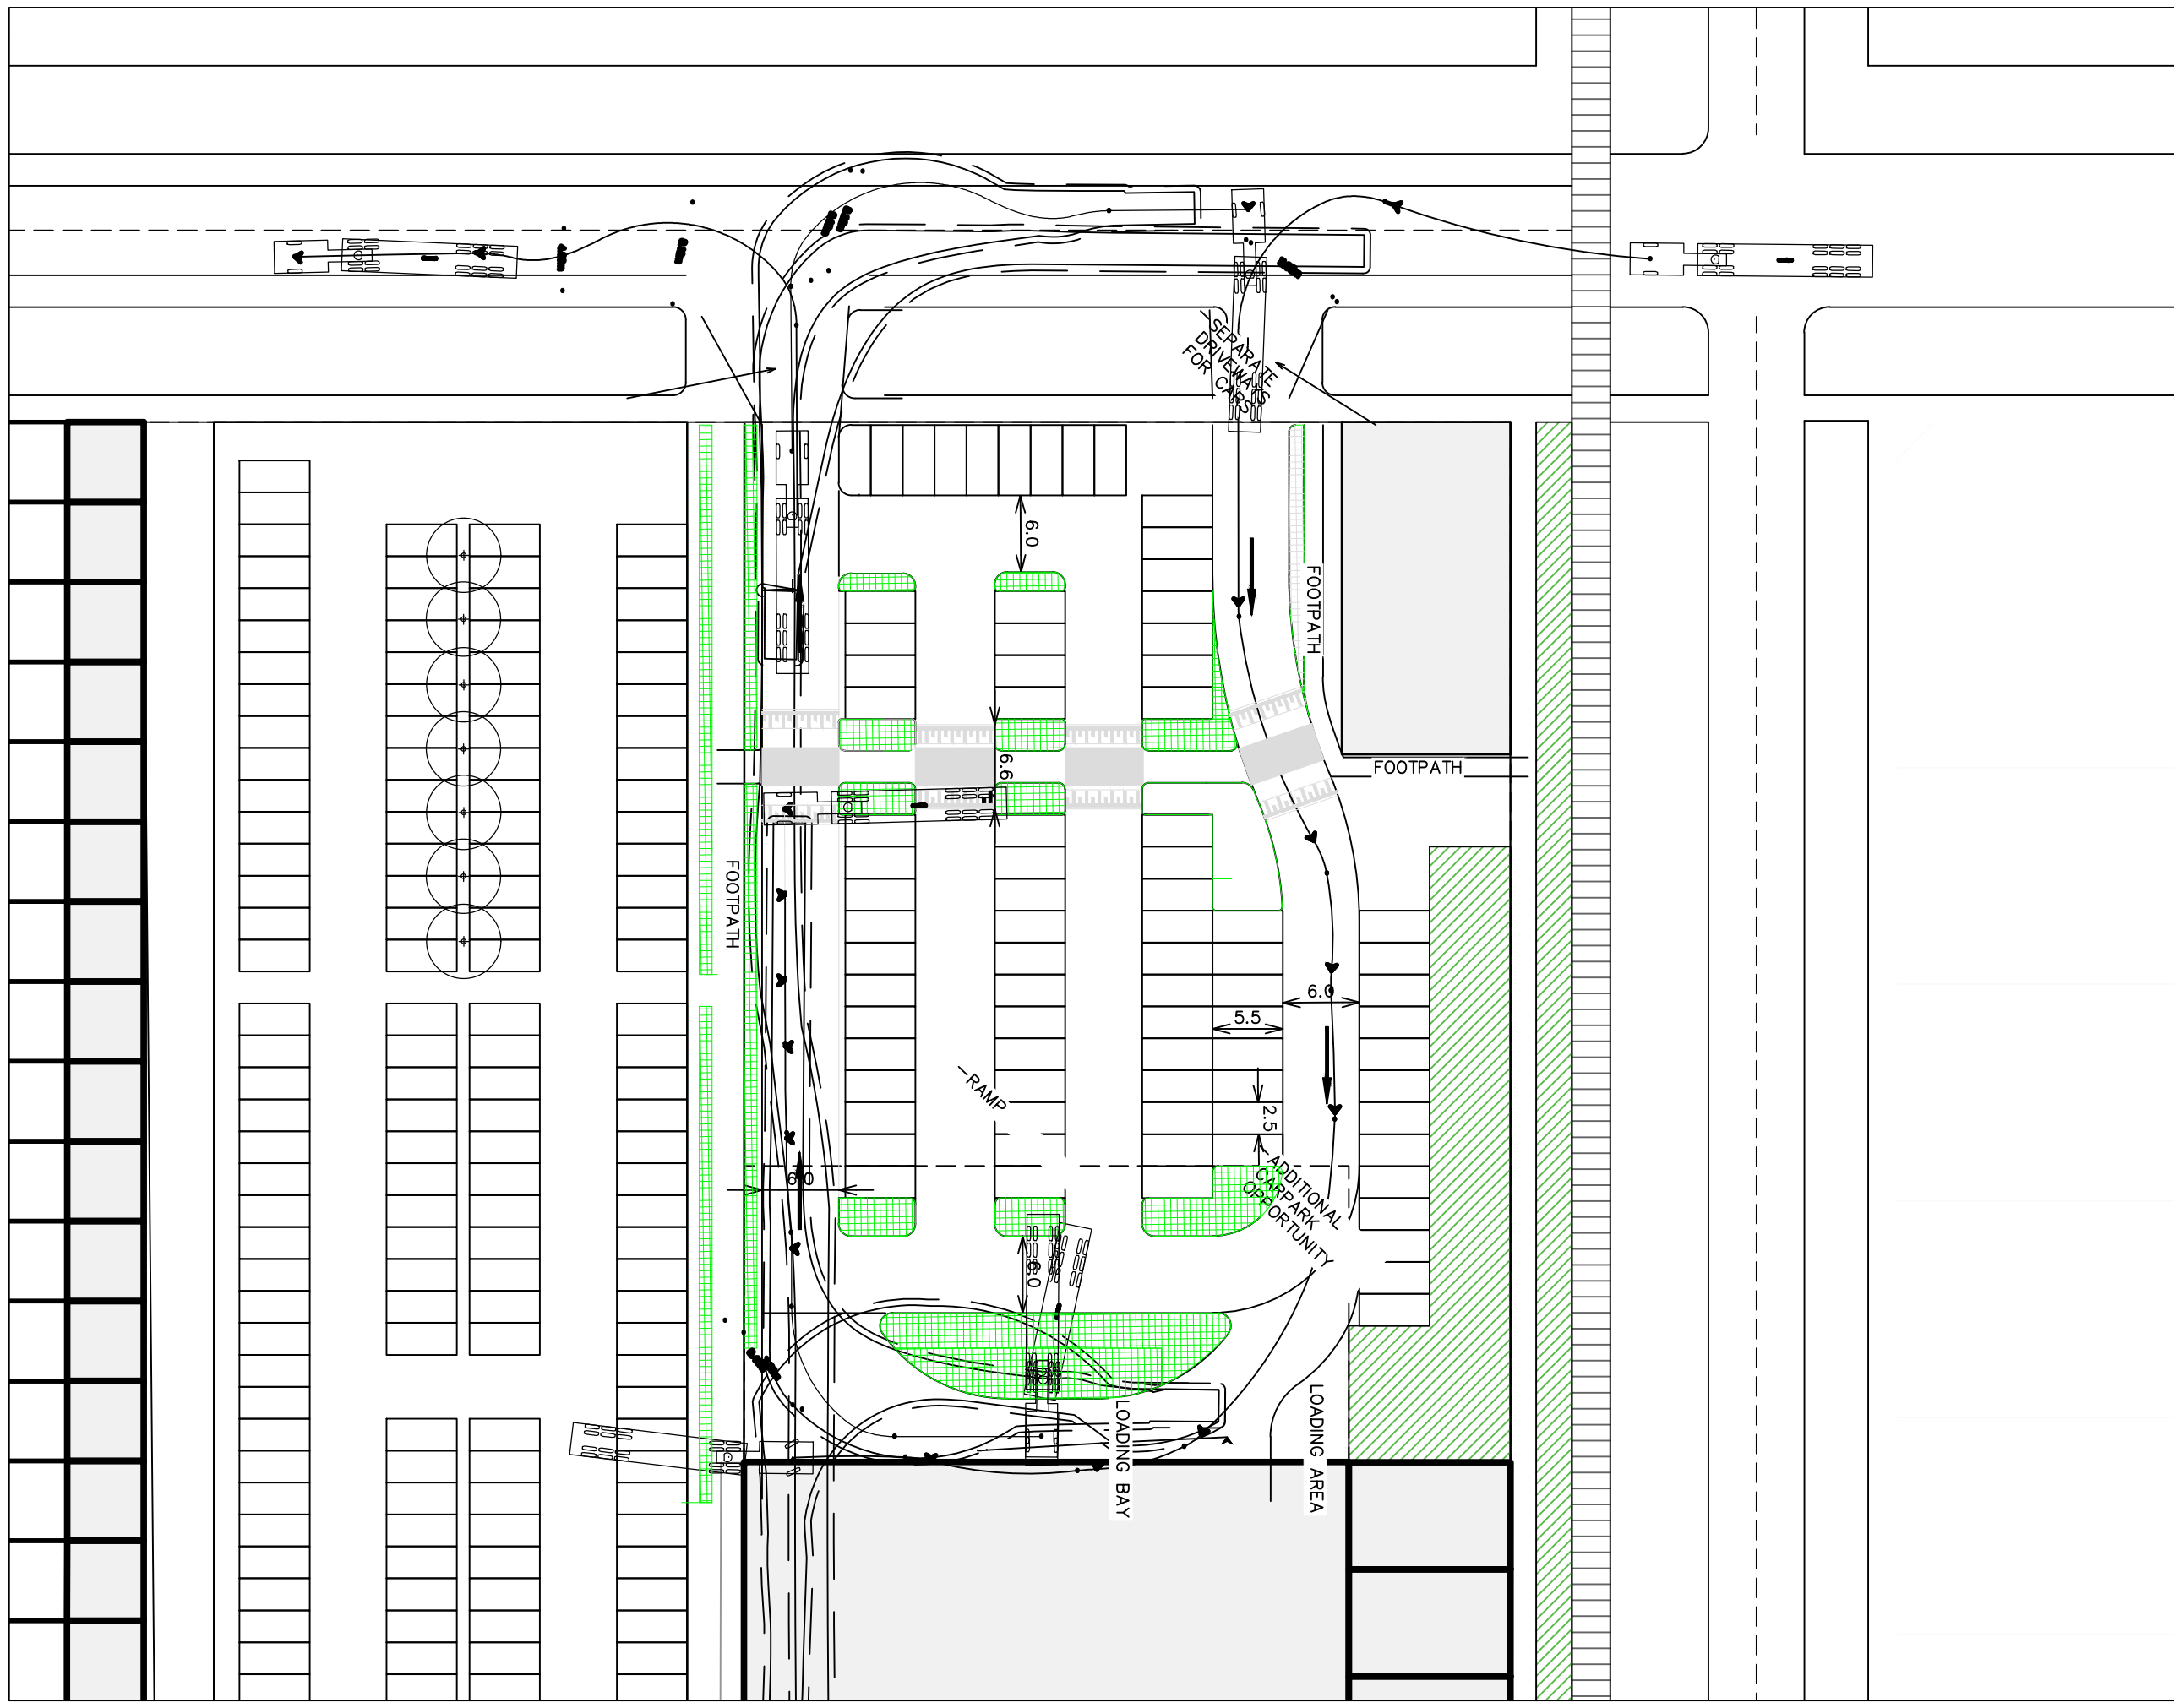 SEPARATE
DRIVEWAYS
FOR CARS
6.0
FOOTPATH
6.6
FOOTPATH
FOOTPATH
6.0
5.5
RAMP
2.5
ADDITIONAL
CARPARK
OPPORTUNITY
6.0
6.0
LOADING BAY
LOADING AREA